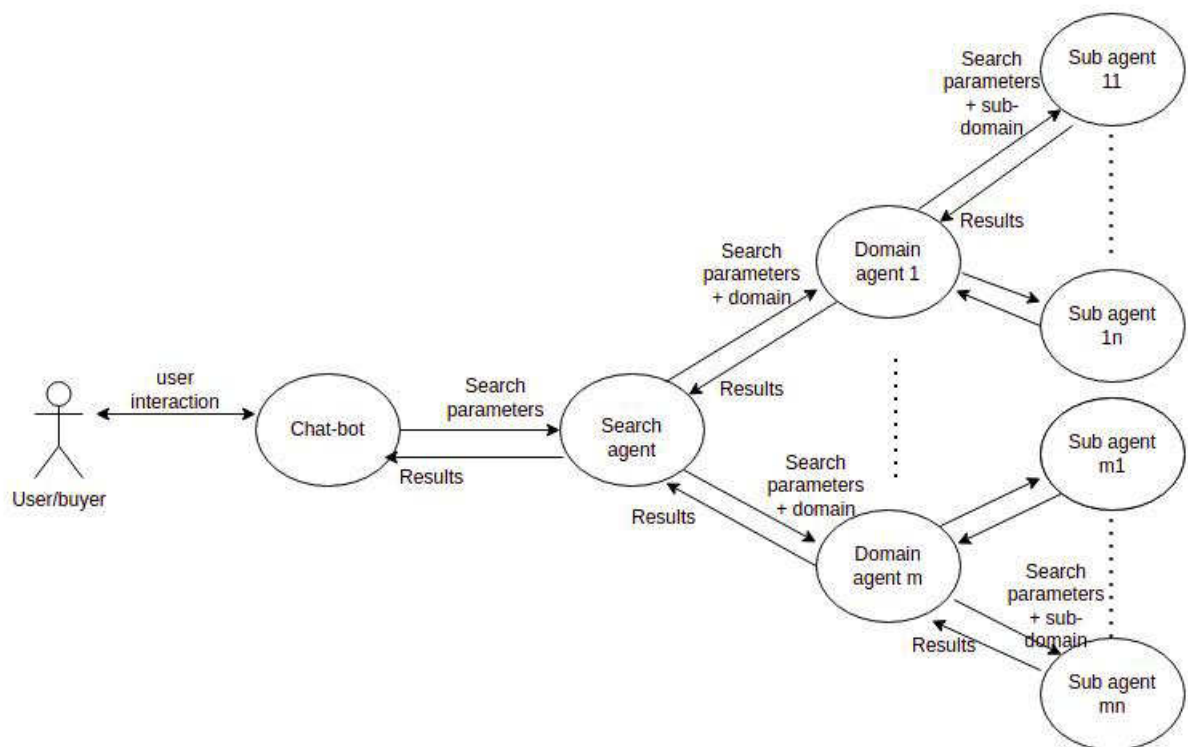 Sub agent
11
Search
parameters
+ sub-
domain
Results
Domain
agent 1
Search
parameters
+ domain
Sub agent
1n
Results
user
interaction
Search
parameters
Chat-bot
Search
agent
Results
User/buyer
Sub agent
m1
Search
parameters
+ domain
Results
Domain
agent m
Search
parameters
+ sub-
domain
Results
Sub agent
mn